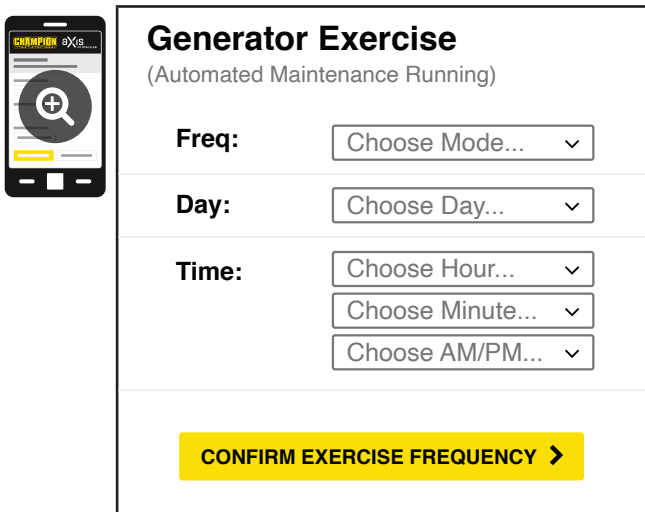 CHAMPION aXis
Generator Exercise
(Automated Maintenance Running)
Freq:
Choose Mode...
Day:
Choose Day...
Time:
Choose Hour...
Choose Minute...
Choose AM/PM...
CONFIRM EXERCISE FREQUENCY